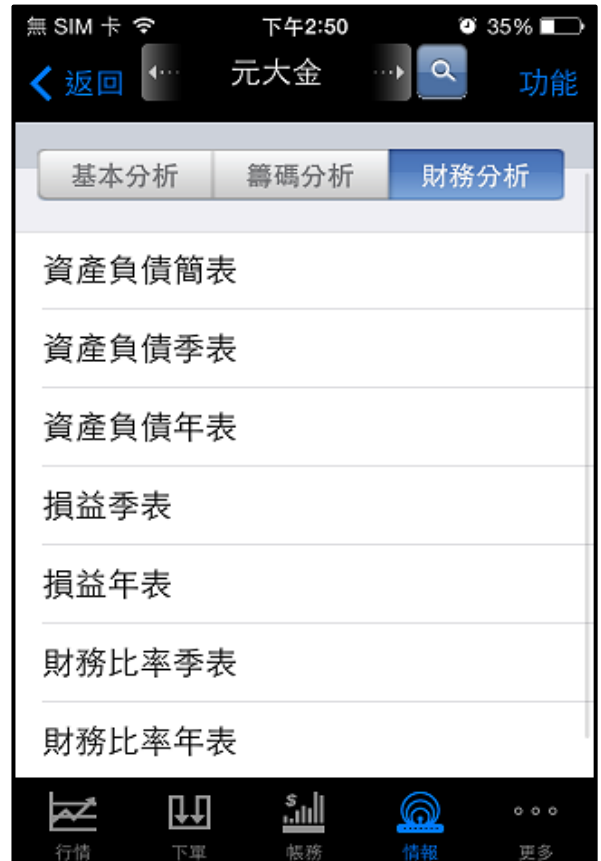 無 SIM 卡 下午2:50 35%
返回 元大金 功能
基本分析 籌碼分析 財務分析
資產負債簡表
資產負債季表
資產負債年表
損益季表
損益年表
財務比率季表
財務比率年表
行情 下單 帳務 情報 更多